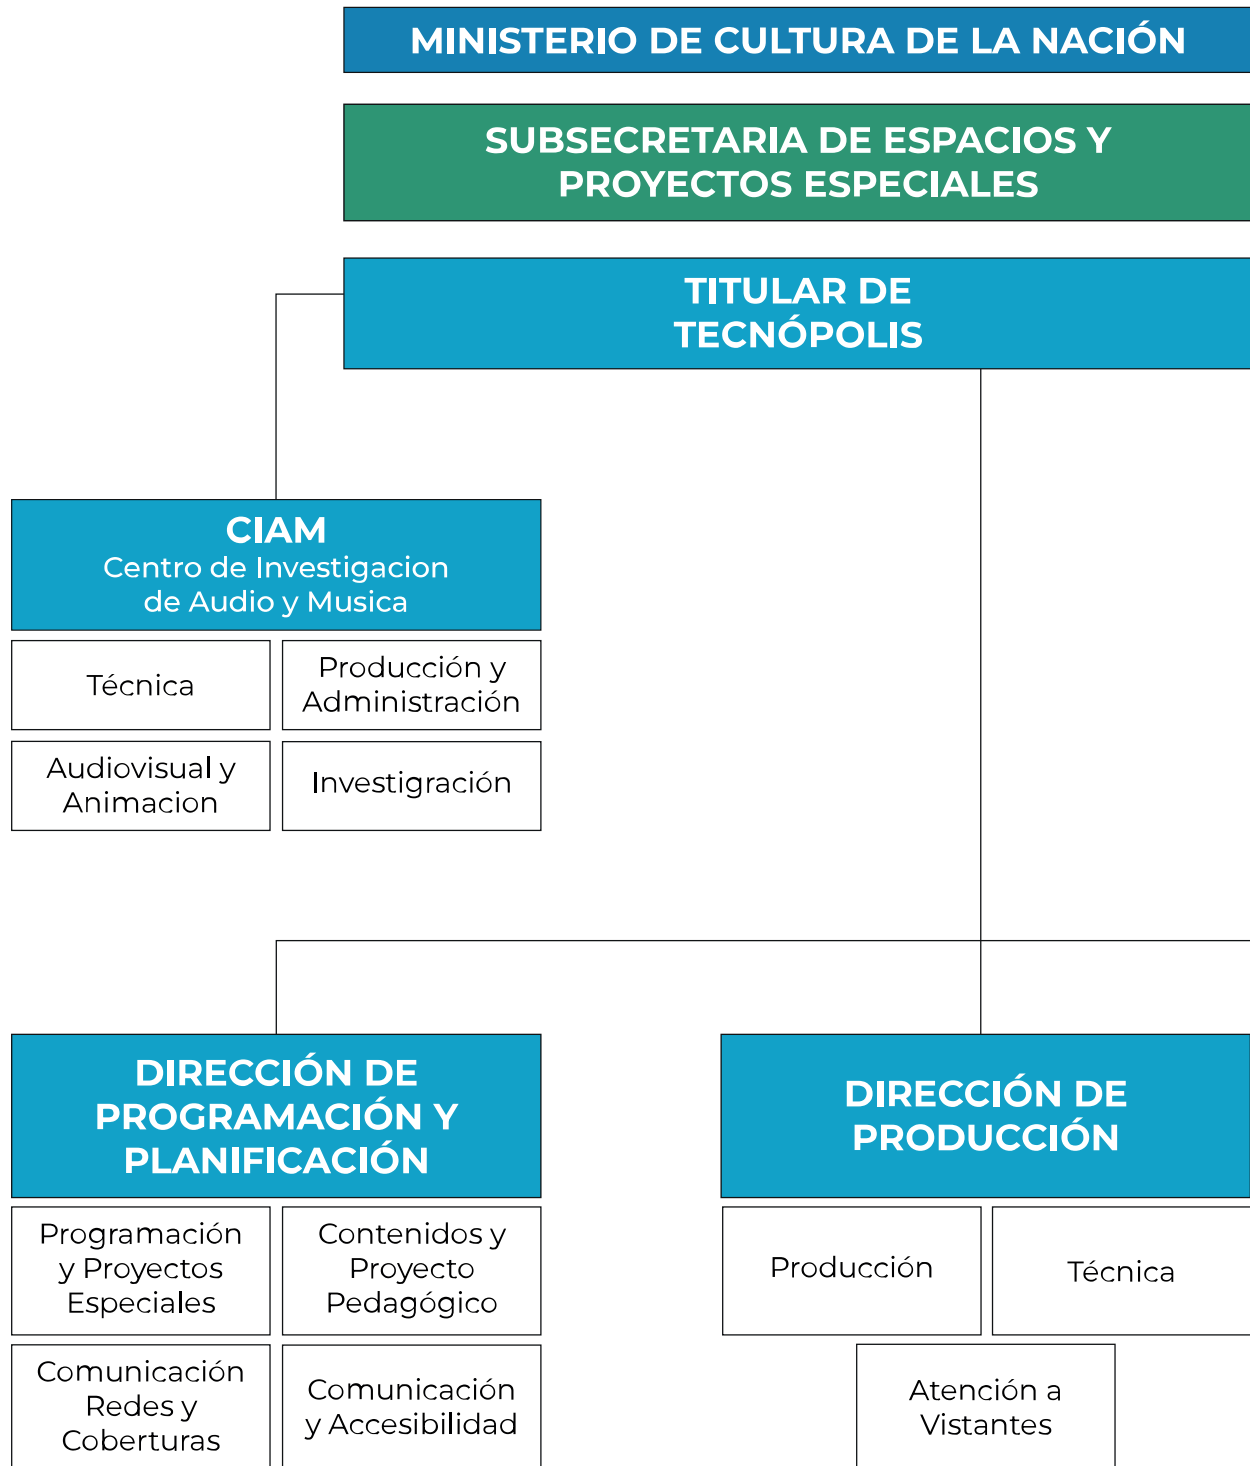 MINISTERIO DE CULTURA DE LA NACIÓN
SUBSECRETARIA DE ESPACIOS Y
PROYECTOS ESPECIALES
TITULAR DE
TECNÓPOLIS
CIAM
Centro de Investigacion
de Audio y Musica
Técnica
Producción y
Administración
Audiovisual y
Animacion
Investigración
DIRECCIÓN DE
PROGRAMACIÓN Y
PLANIFICACIÓN
Programación
y Proyectos
Especiales
Contenidos y
Proyecto
Pedagógico
Comunicación
Redes y
Coberturas
Comunicación
y Accesibilidad
DIRECCIÓN DE
PRODUCCIÓN
Producción
Técnica
Atención a
Vistantes